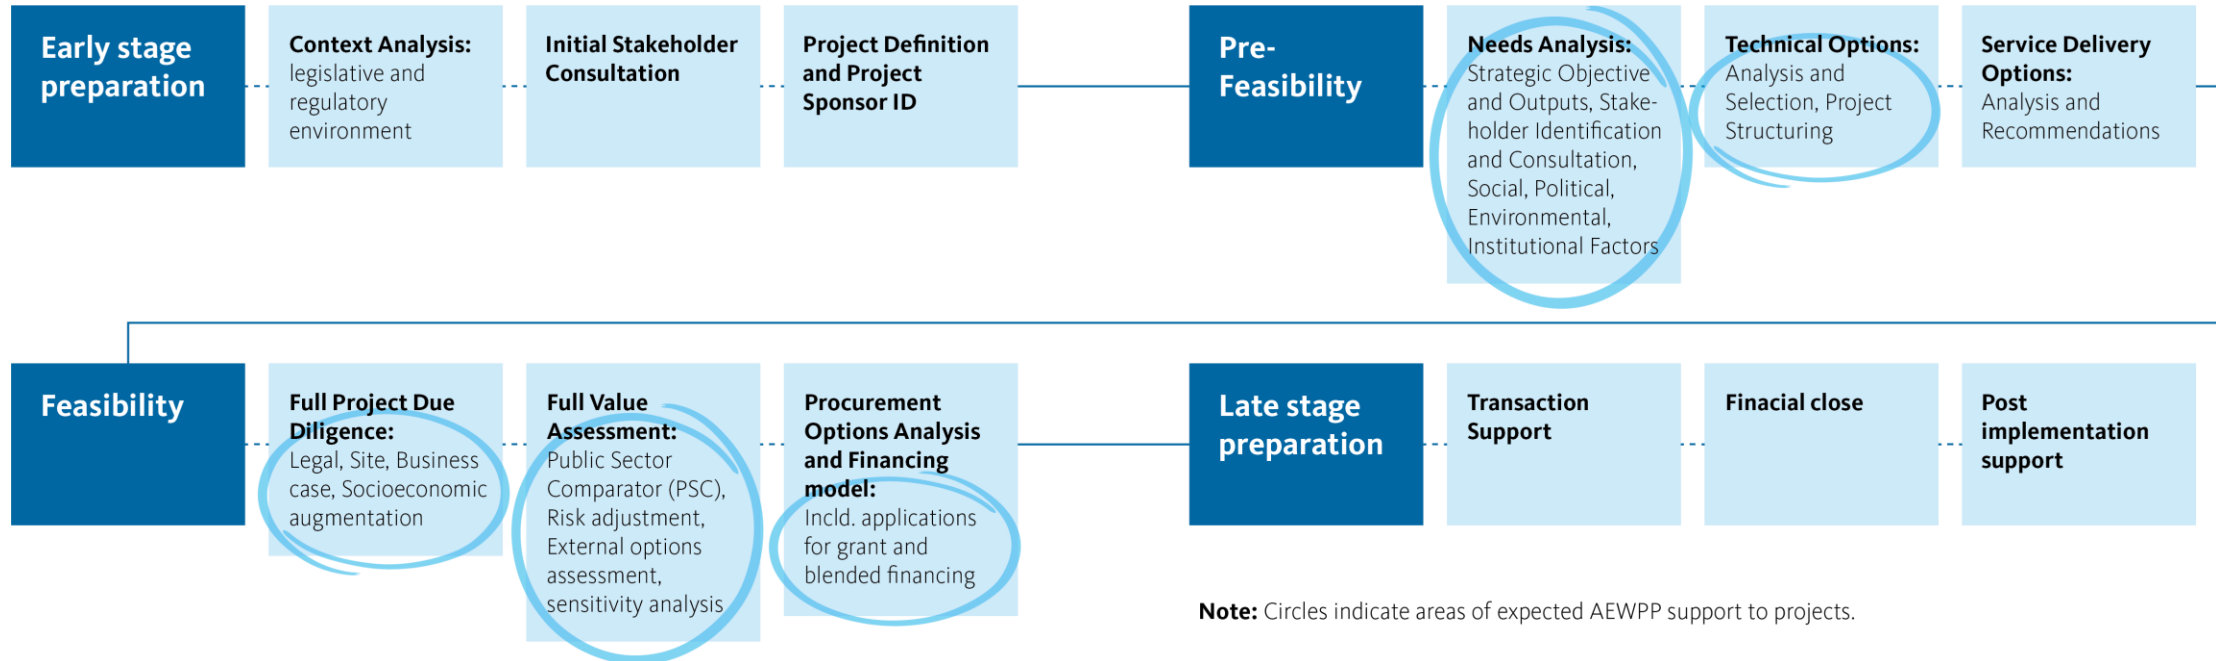 Early stage
preparation
Context Analysis:
legislative and
regulatory
environment
Initial Stakeholder
Consultation
Project Definition
and Project
Sponsor ID
Pre-
Feasibility
Needs Analysis:
Strategic Objective
and Outputs, Stake-
holder Identification
and Consultation,
Social, Political,
Environmental,
Institutional Factors
Technical Options:
Analysis and
Selection, Project
Structuring
Service Delivery
Options:
Analysis and
Recommendations
Feasibility
Full Project Due
Diligence:
Legal, Site, Business
case, Socioeconomic
augmentation
Full Value
Assessment:
Public Sector
Comparator (PSC),
Risk adjustment,
External options
assessment,
sensitivity analysis
Procurement
Options Analysis
and Financing
model:
Incld. applications
for grant and
blended financing
Late stage
preparation
Transaction
Support
Finacial close
Post
implementation
support
Note: Circles indicate areas of expected AEWPP support to projects.